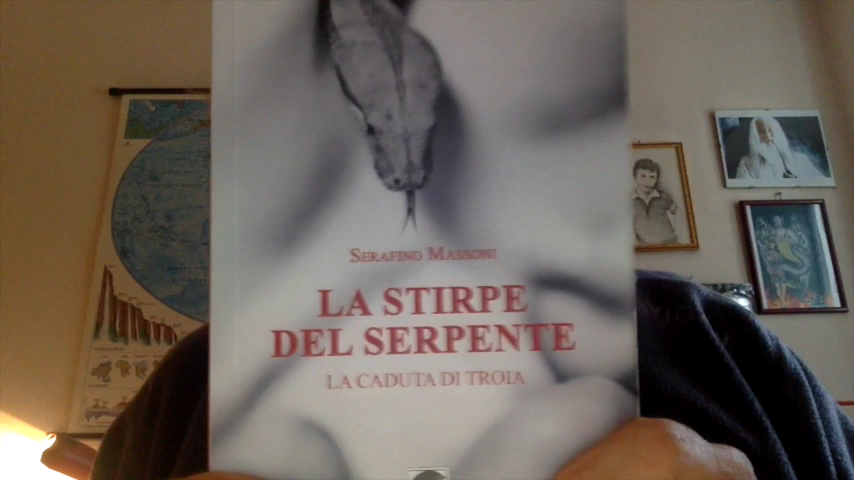 SERAFINO MASSONI
LA STIRPE
DEL SERPENTE
LA CADUTA DI TROIA